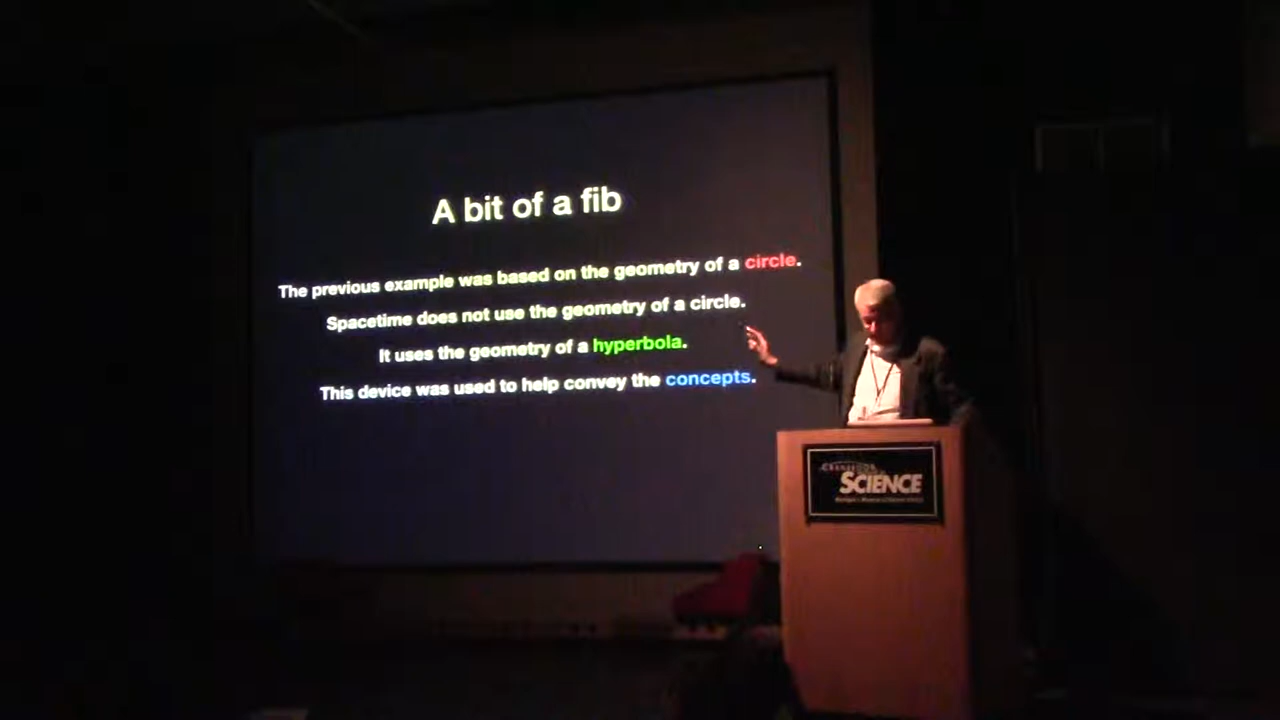 A bit of a fib
The previous example was based on the geometry of a circle.
Spacetime does not use the geometry of a circle.
It uses the geometry of a hyperbola.
This device was used to help convey the concepts.
SCIENCE